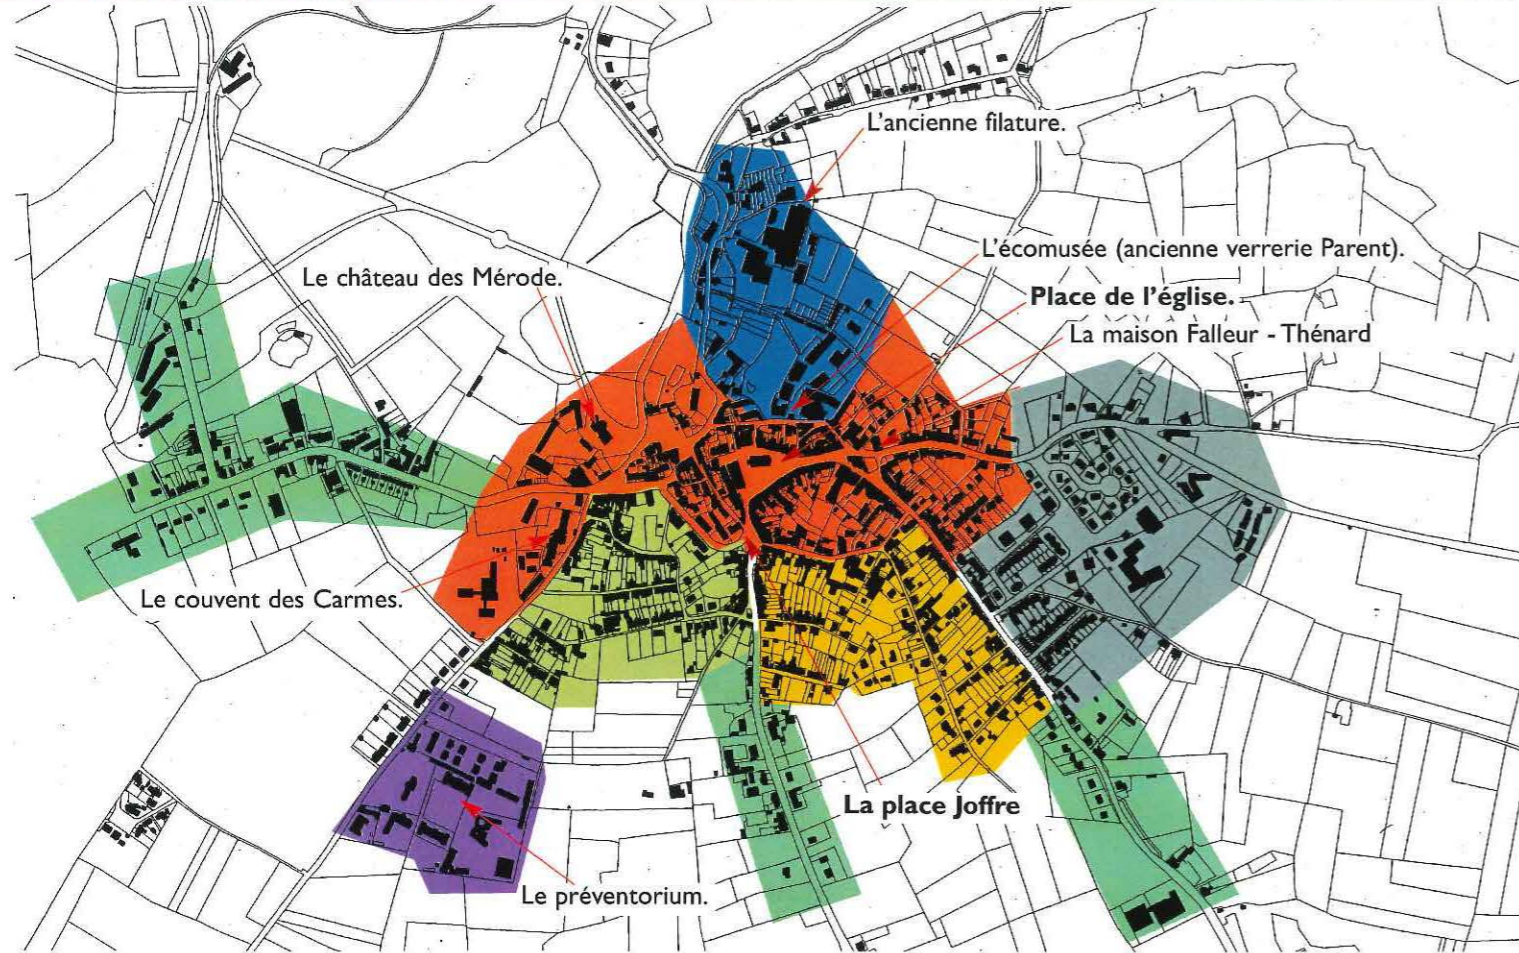 L'ancienne filature.
L'écomusée (ancienne verrerie Parent).
Le château des Mérode.
Place de l'église.
La maison Falleur - Thénard
Le couvent des Carmes.
La place Joffre
Le préventorium.